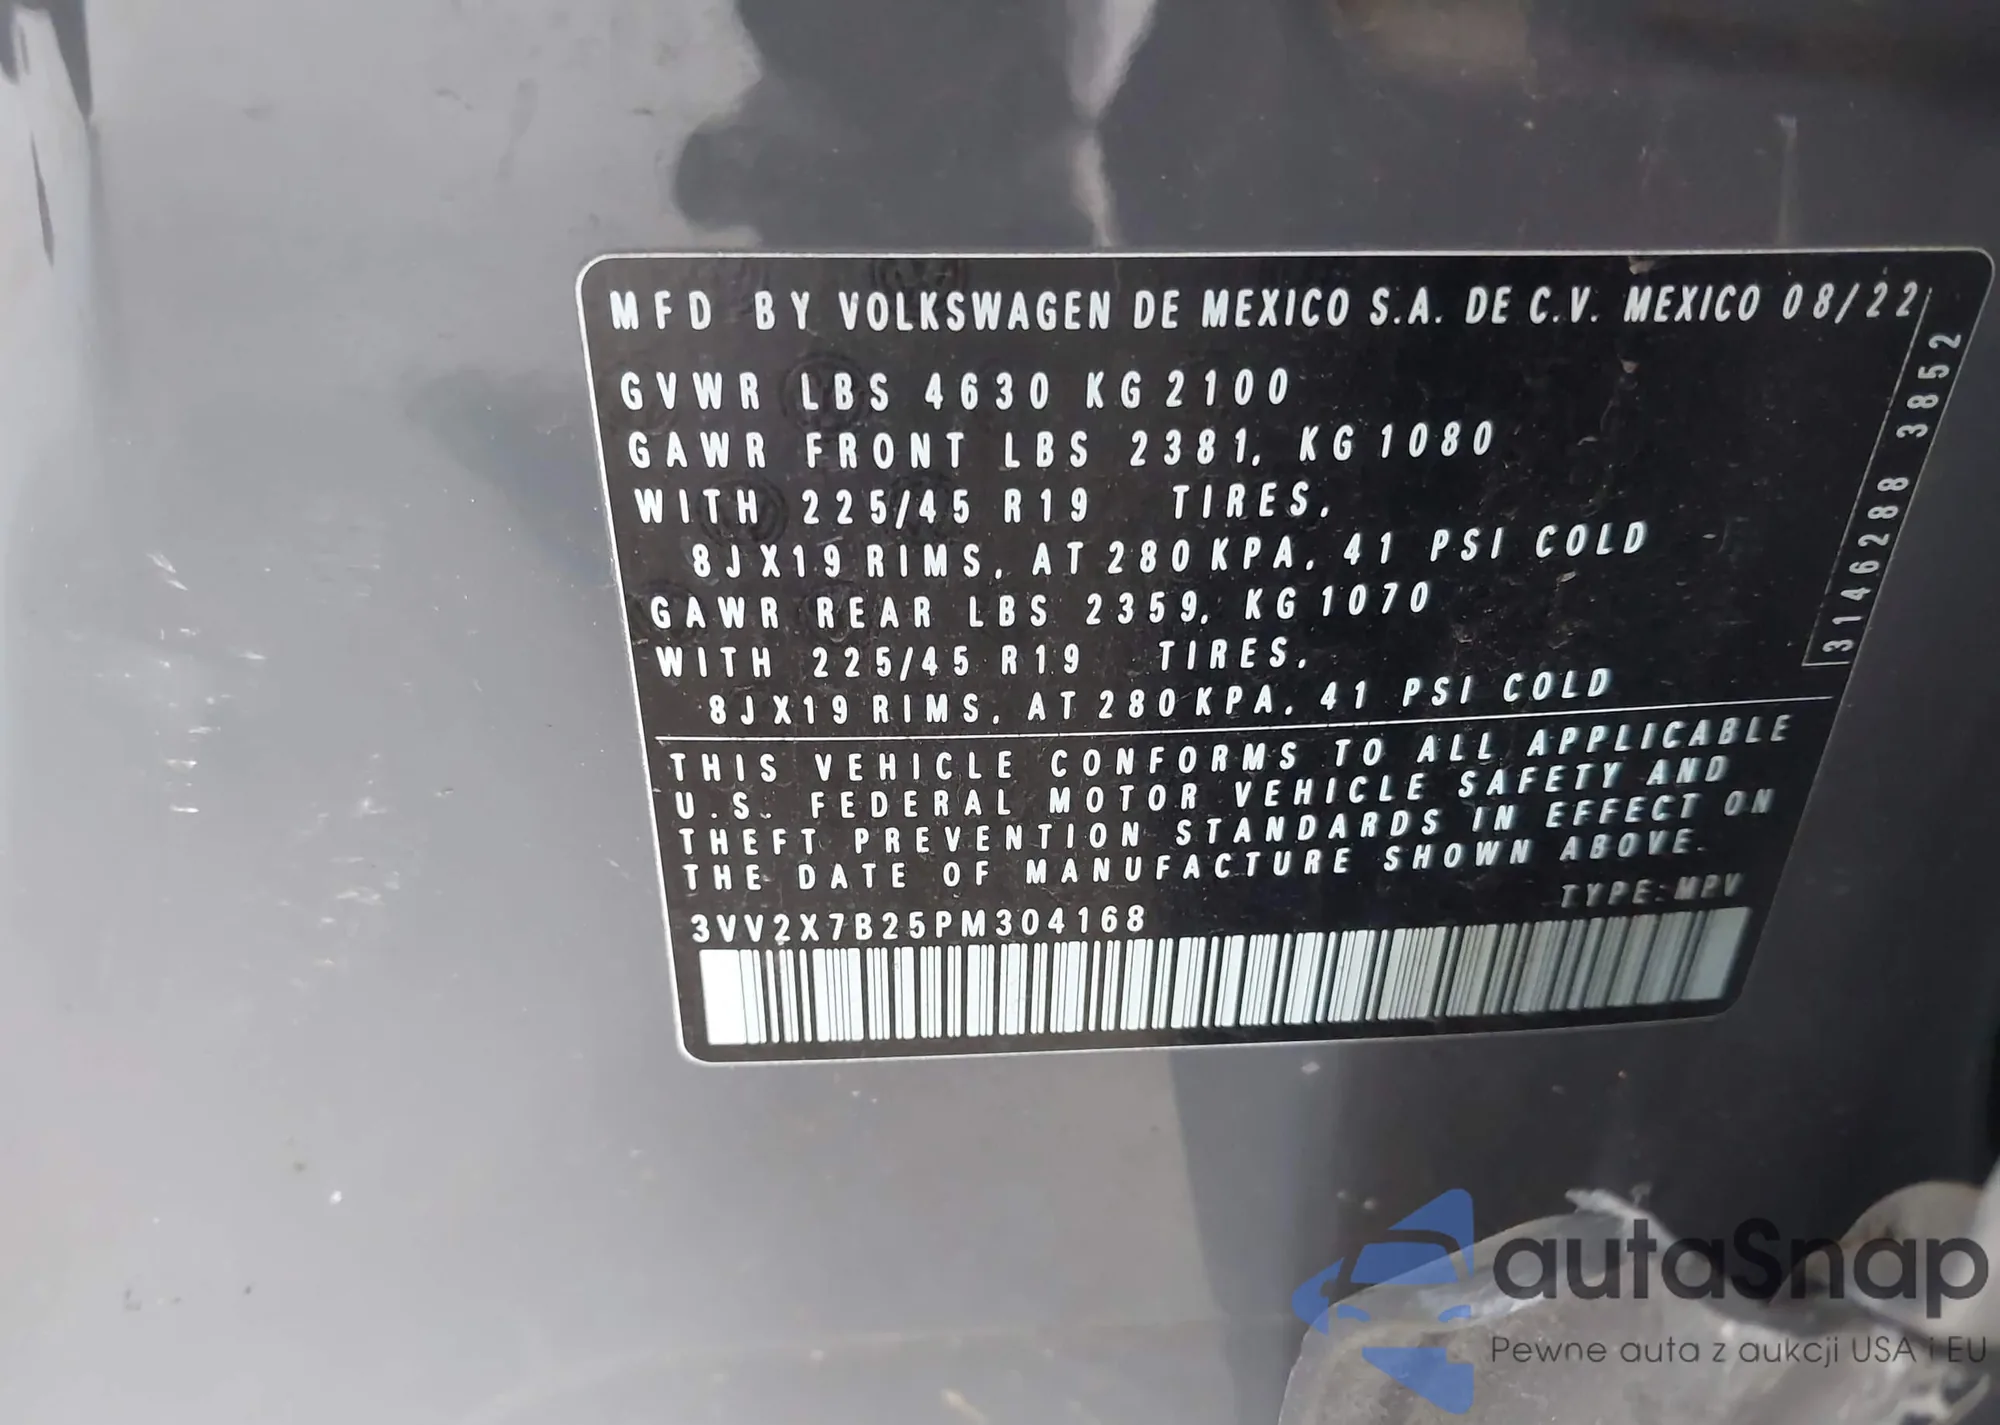 MFD BY VOLKSWAGEN DE MEXICO S.A. DE C.V. MEXICO 08/22
GVWR LBS 4630 KG 2100
GAWR FRONT LBS 2381, KG 1080
WITH 225/45 R19 TIRES,
8JX19 RIMS, AT 280 KPA, 41 PSI COLD
GAWR REAR LBS 2359, KG 1070
WITH 225/45 R19 TIRES,
8JX19 RIMS, AT 280 KPA, 41 PSI COLD
3146288 3852
THIS VEHICLE CONFORMS TO ALL APPLICABLE
U.S. FEDERAL MOTOR VEHICLE SAFETY AND
THEFT PREVENTION STANDARDS IN EFFECT ON
THE DATE OF MANUFACTURE SHOWN ABOVE.
TYPE: MPV
3VV2X7B25PM304168
autaSnap
Pewne auta z aukcji USA i EU